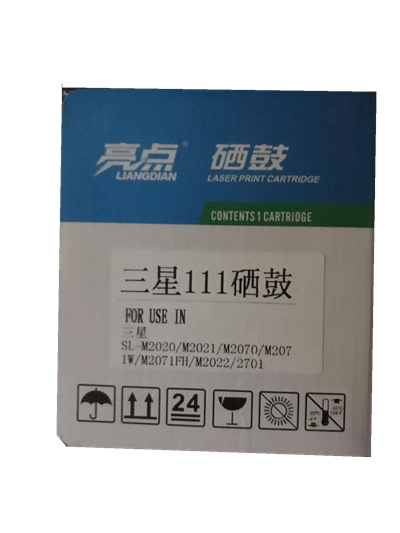 亮点® 硒鼓
LIANGDIAN LASER PRINT CARTRIDGE
CONTENTS 1 CARTRIDGE
三星111硒鼓
FOR USE IN
三星
SL-M2020/M2021/M2070/M207
1W/M2071FH/M2022/2701
24